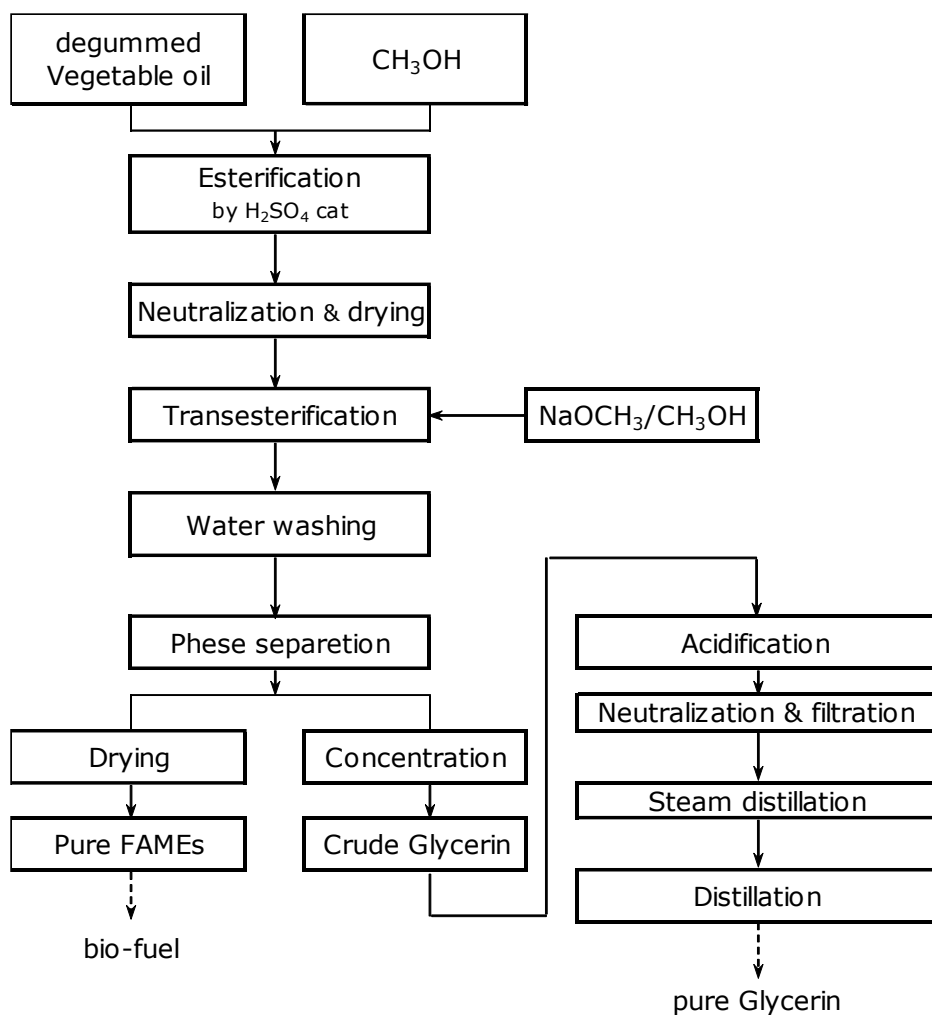 degummed
Vegetable oil
CH₃OH
Esterification
by H₂SO₄ cat
Neutralization & drying
Transesterification
NaOCH₃/CH₃OH
Water washing
Phese separetion
Drying
Concentration
Pure FAMEs
Crude Glycerin
bio-fuel
Acidification
Neutralization & filtration
Steam distillation
Distillation
pure Glycerin